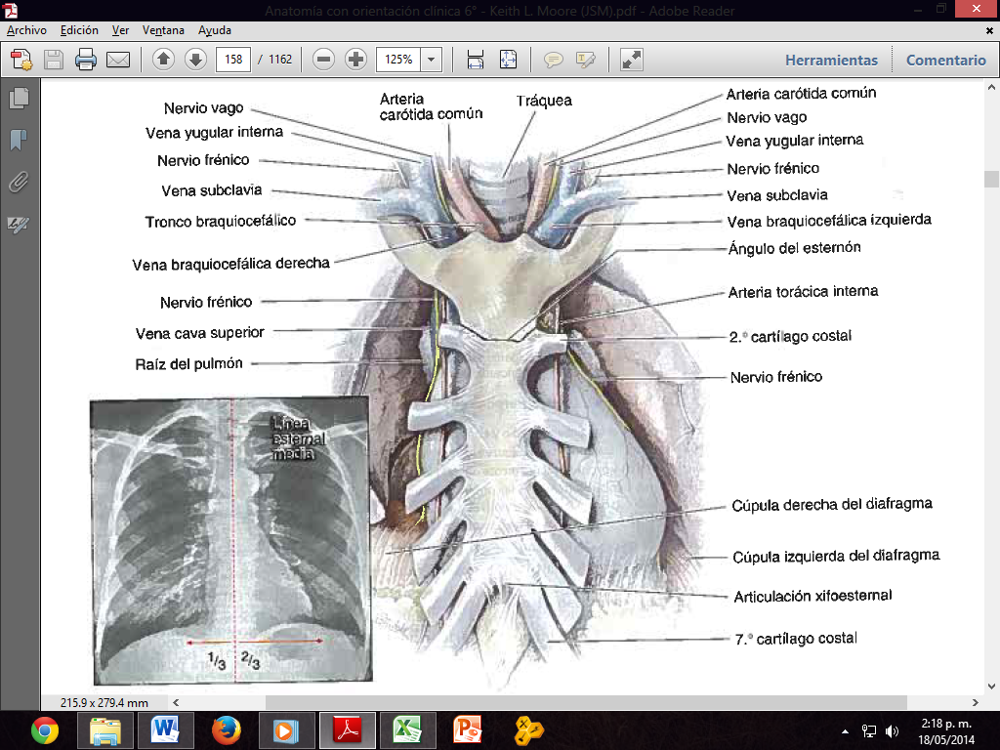 Anatomía con orientación clínica 6° - Keith L. Moore (JSM).pdf - Adobe Reader
Archivo Edición Ver Ventana Ayuda
158 / 1162 125% Herramientas Comentario
Nervio vago
Vena yugular interna
Nervio frénico
Vena subclavia
Tronco braquiocefálico
Vena braquiocefálica derecha
Nervio frénico
Vena cava superior
Raíz del pulmón
Arteria
carótida común
Tráquea
Arteria carótida común
Nervio vago
Vena yugular interna
Nervio frénico
Vena subclavia
Vena braquiocefálica izquierda
Ángulo del esternón
Arteria torácica interna
2.° cartílago costal
Nervio frénico
Línea
esternal
media
1/3 2/3
Cúpula derecha del diafragma
Cúpula izquierda del diafragma
Articulación xifoesternal
7.° cartílago costal
215.9 x 279.4 mm
2:18 p. m.
18/05/2014